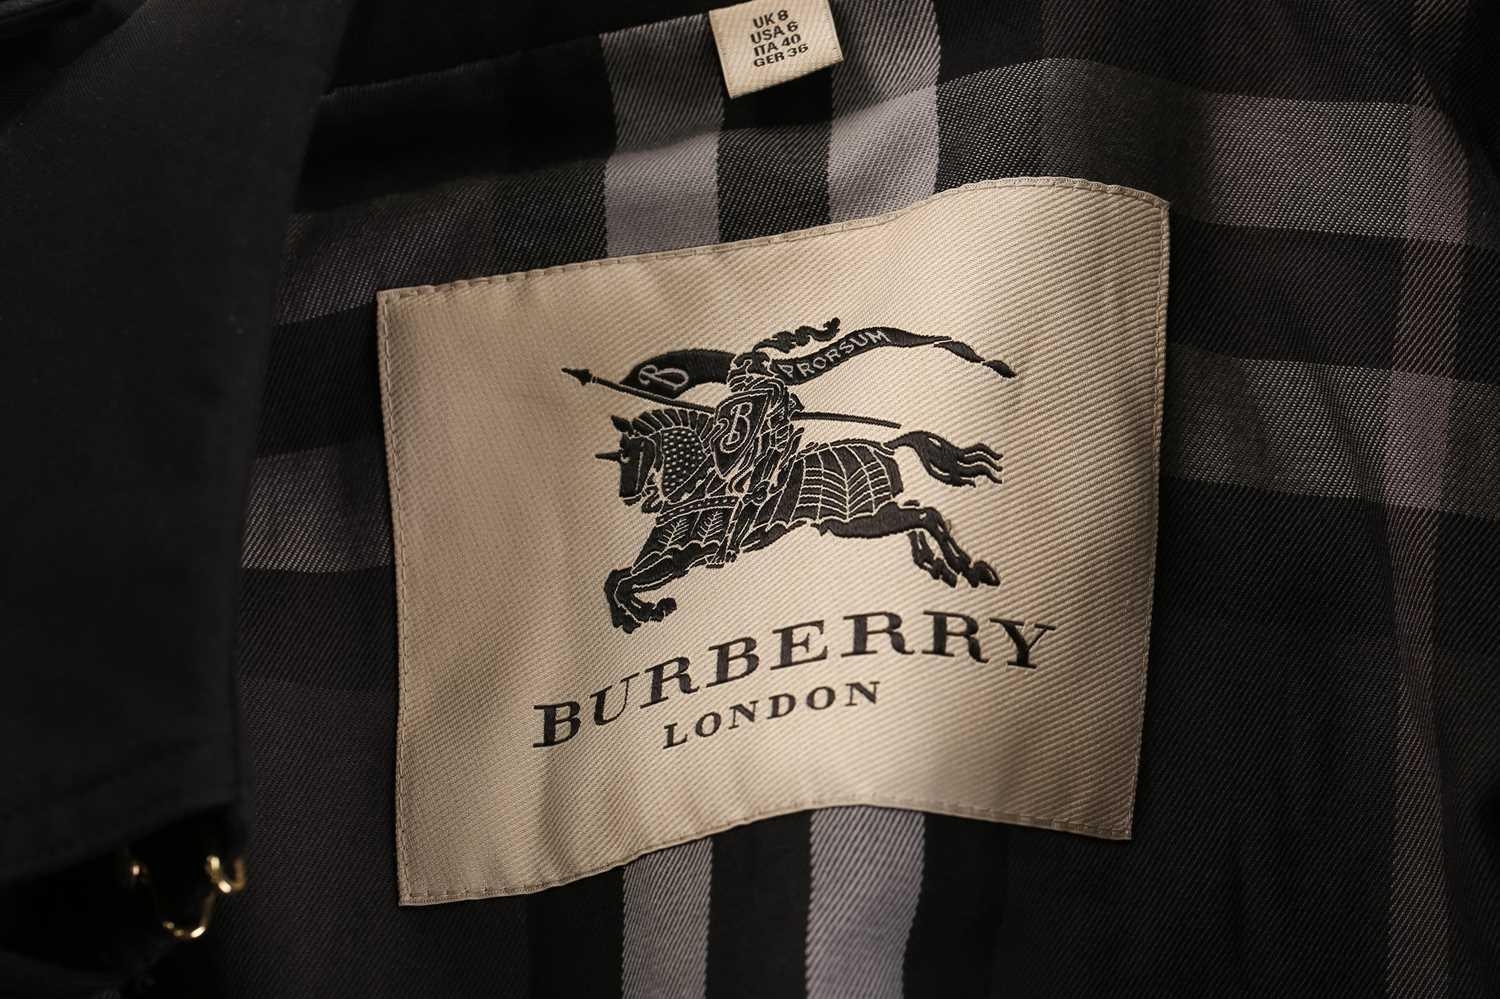 UK 8
USA 6
ITA 40
GER 36
B PRORSUM
B
BURBERRY
LONDON